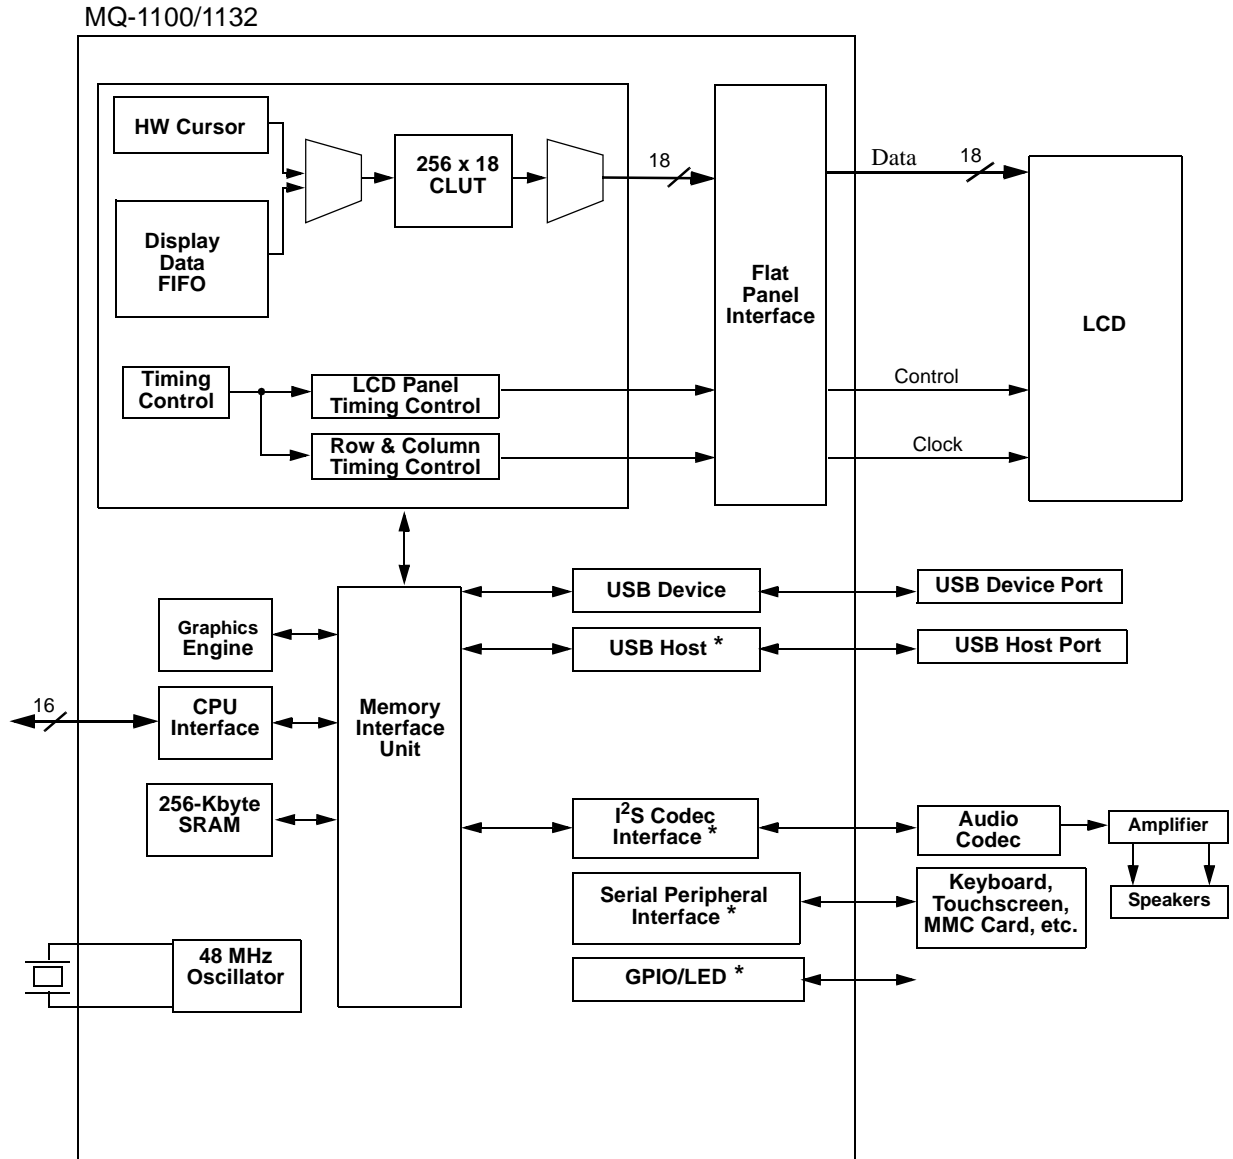 MQ-1100/1132
HW Cursor
256 x 18
CLUT
18
Data
18
Display
Data
FIFO
Flat
Panel
Interface
LCD
Timing
Control
LCD Panel
Timing Control
Control
Row & Column
Timing Control
Clock
USB Device
USB Device Port
Graphics
Engine
USB Host *
USB Host Port
16
CPU
Interface
Memory
Interface
Unit
256-Kbyte
SRAM
I²S Codec
Interface *
Audio
Codec
Amplifier
Serial Peripheral
Interface *
Keyboard,
Touchscreen,
MMC Card, etc.
Speakers
48 MHz
Oscillator
GPIO/LED *